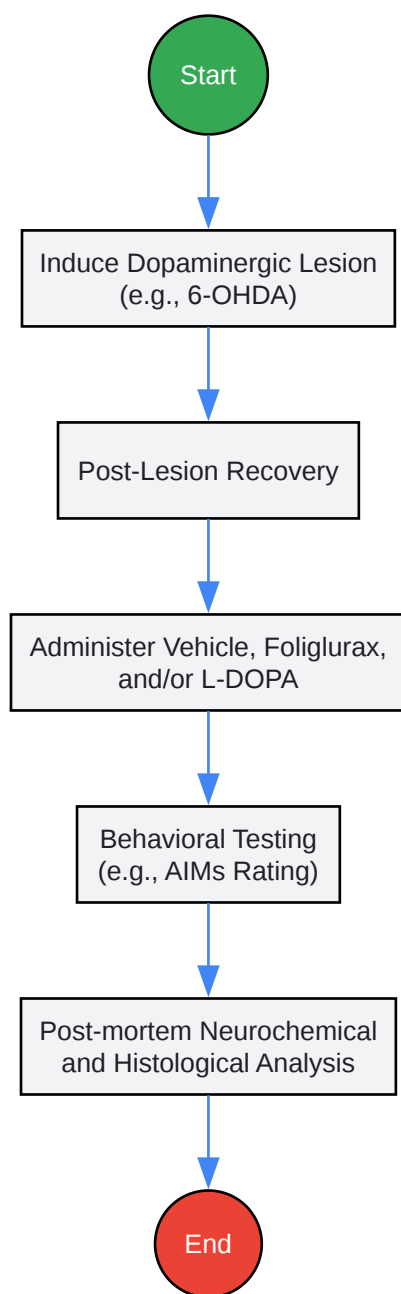 Start
Induce Dopaminergic Lesion
(e.g., 6-OHDA)
Post-Lesion Recovery
Administer Vehicle, Foliglurax,
and/or L-DOPA
Behavioral Testing
(e.g., AIMs Rating)
Post-mortem Neurochemical
and Histological Analysis
End